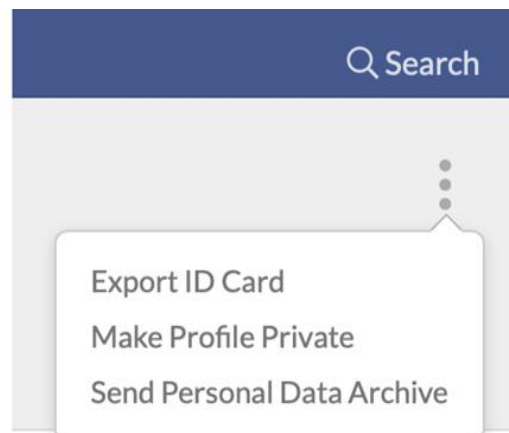 Search
Export ID Card
Make Profile Private
Send Personal Data Archive